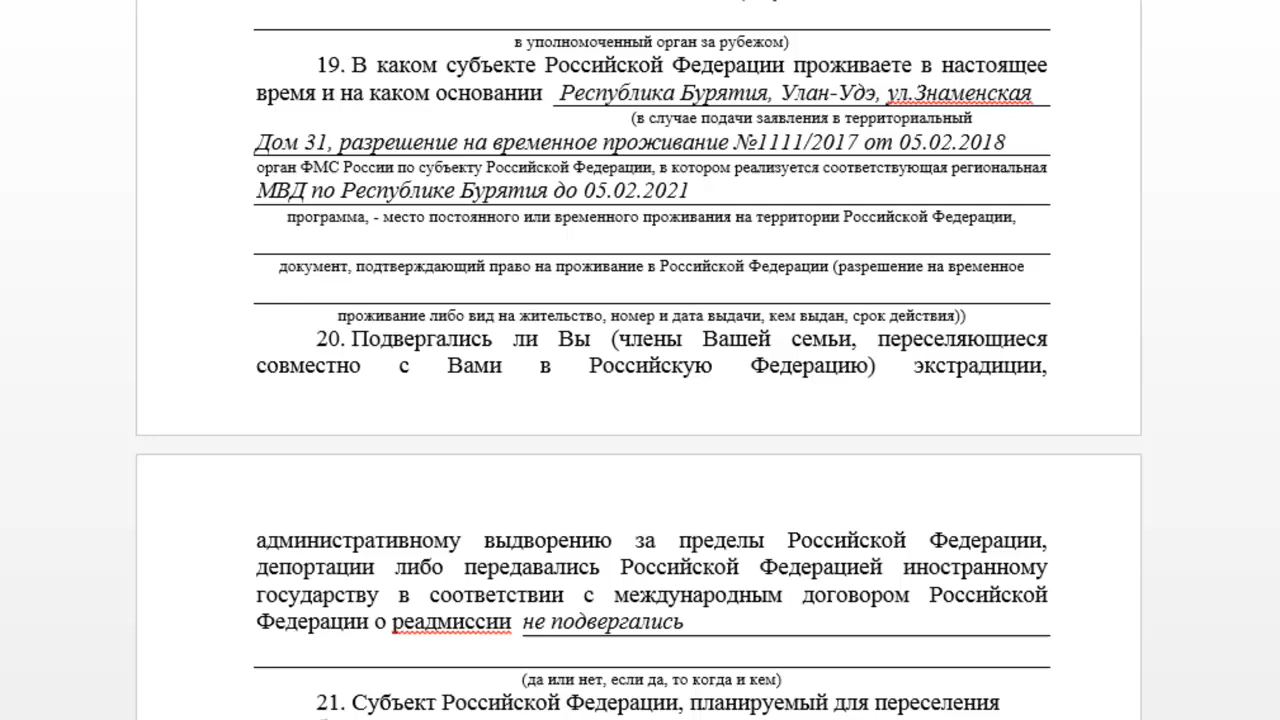 в уполномоченный орган за рубежом)
19. В каком субъекте Российской Федерации проживаете в настоящее
время и на каком основании Республика Бурятия, Улан-Удэ, ул.Знаменская
(в случае подачи заявления в территориальный
Дом 31, разрешение на временное проживание №1111/2017 от 05.02.2018
орган ФМС России по субъекту Российской Федерации, в котором реализуется соответствующая региональная
МВД по Республике Бурятия до 05.02.2021
программа, - место постоянного или временного проживания на территории Российской Федерации,
документ, подтверждающий право на проживание в Российской Федерации (разрешение на временное
проживание либо вид на жительство, номер и дата выдачи, кем выдан, срок действия))
20. Подвергались ли Вы (члены Вашей семьи, переселяющиеся
совместно с Вами в Российскую Федерацию) экстрадиции,
административному выдворению за пределы Российской Федерации,
депортации либо передавались Российской Федерацией иностранному
государству в соответствии с международным договором Российской
Федерации о реадмиссии не подвергались
(да или нет, если да, то когда и кем)
21. Субъект Российской Федерации, планируемый для переселения